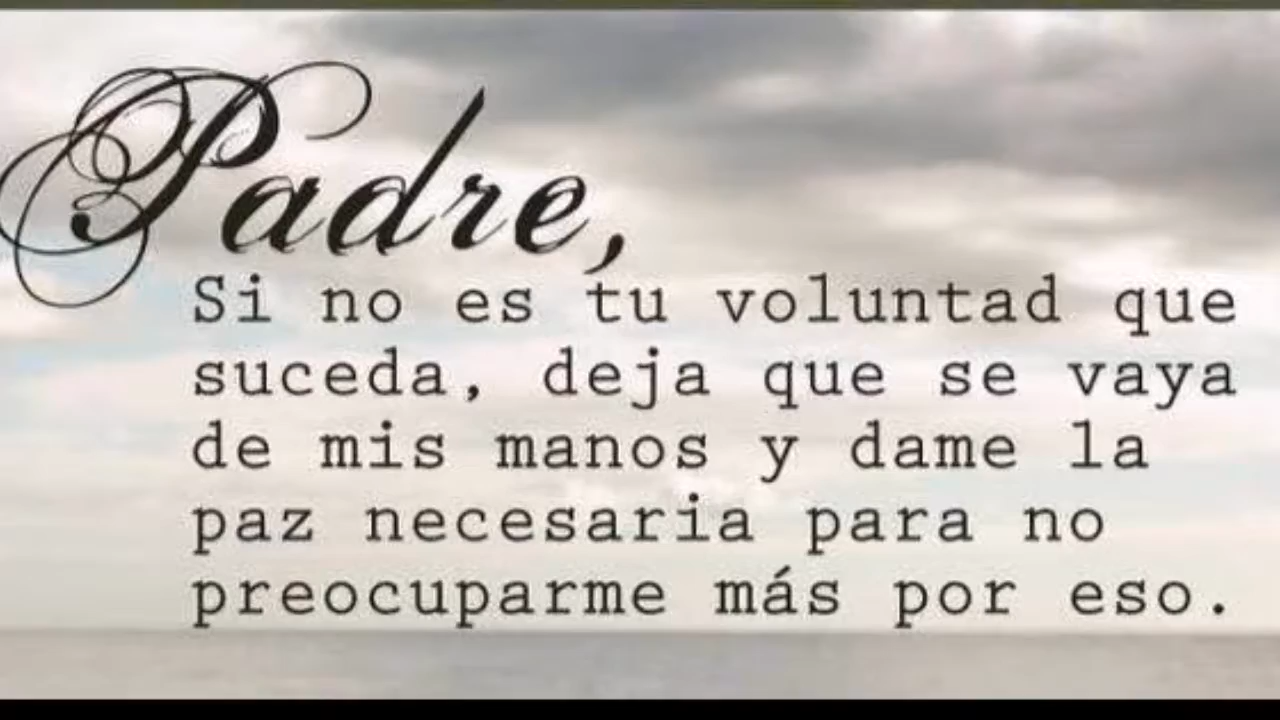 Padre,
Si no es tu voluntad que
suceda, deja que se vaya
de mis manos y dame la
paz necesaria para no
preocuparme más por eso.